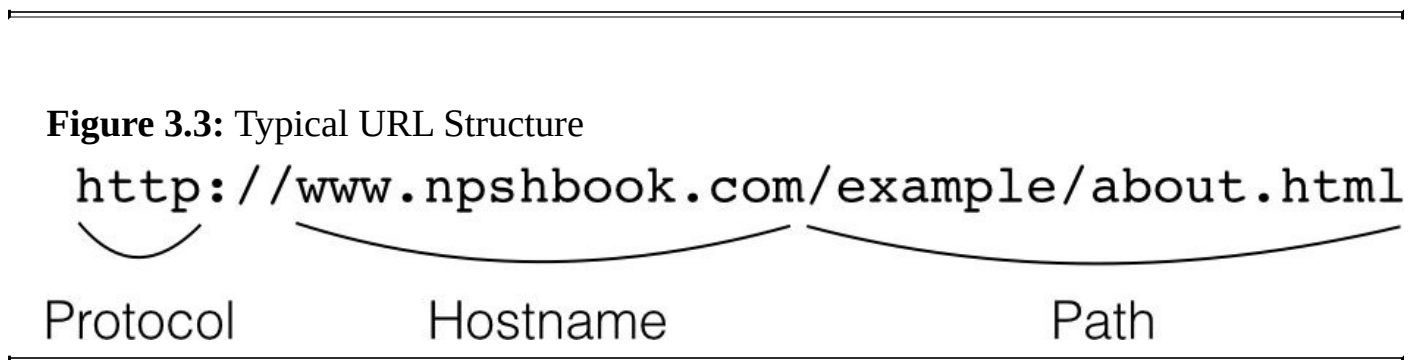 Figure 3.3: Typical URL Structure
http://www.npshbook.com/example/about.html
Protocol Hostname Path